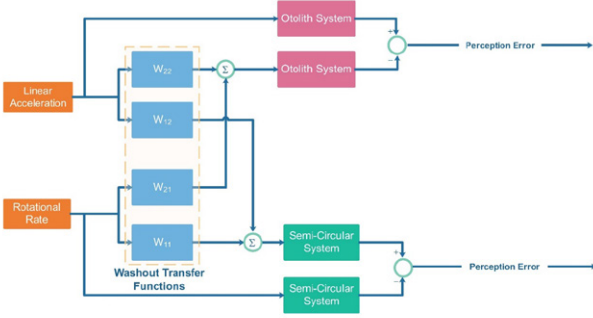 Otolith System
+
Perception Error
−
Otolith System
W22
Σ
Linear
Acceleration
W12
W21
Rotational
Rate
W11
Σ
Semi-Circular
System
+
Perception Error
−
Washout Transfer
Functions
Semi-Circular
System